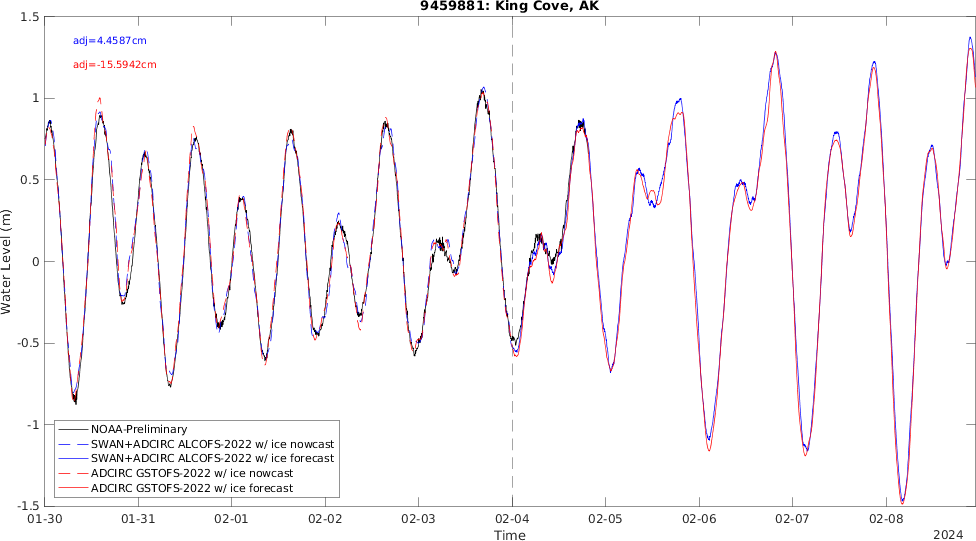 9459881: King Cove, AK
adj=4.4587cm
adj=-15.5942cm
Water Level (m)
1.5
1
0.5
0
-0.5
-1
-1.5
NOAA-Preliminary
SWAN+ADCIRC ALCOFS-2022 w/ ice nowcast
SWAN+ADCIRC ALCOFS-2022 w/ ice forecast
ADCIRC GSTOFS-2022 w/ ice nowcast
ADCIRC GSTOFS-2022 w/ ice forecast
01-30 01-31 02-01 02-02 02-03 02-04 02-05 02-06 02-07 02-08
Time
2024